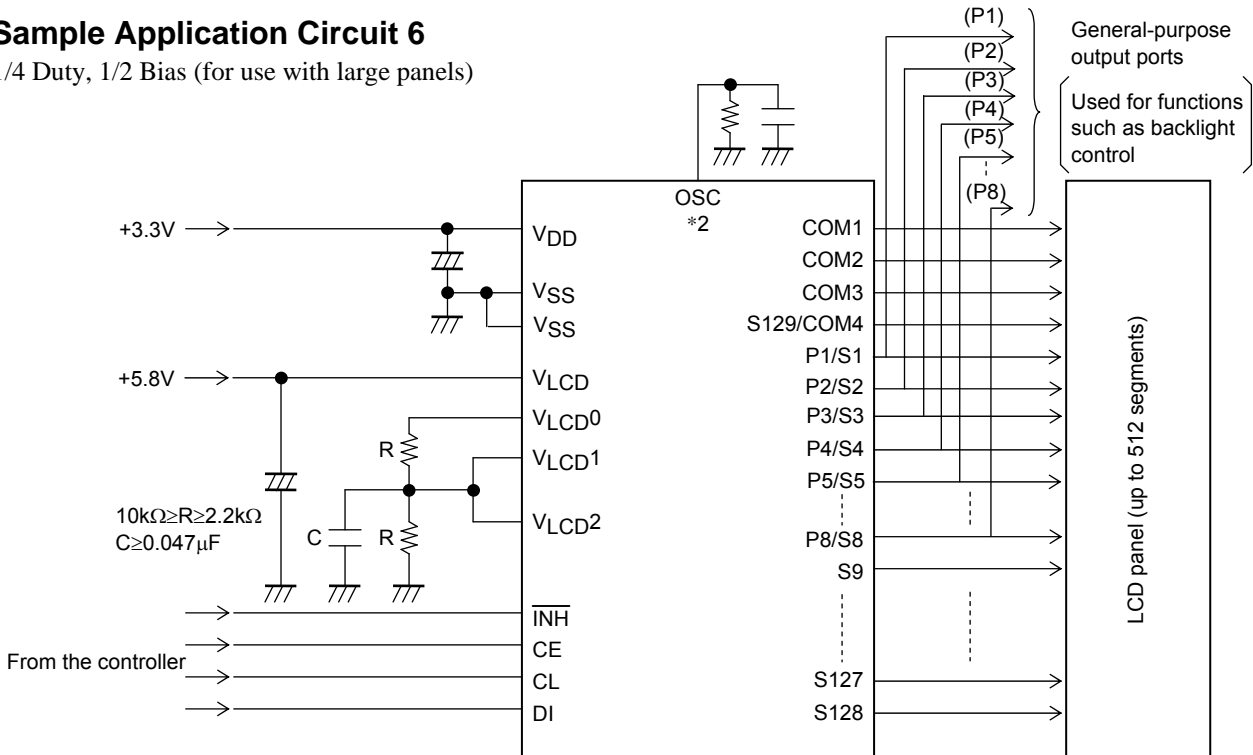 Sample Application Circuit 6
1/4 Duty, 1/2 Bias (for use with large panels)
(P1)
(P2)
(P3)
(P4)
(P5)
(P8)
General-purpose
output ports
Used for functions
such as backlight
control
OSC
*2
+3.3V
VDD
VSS
VSS
+5.8V
VLCD
VLCD0
R
VLCD1
VLCD2
10kΩ≥R≥2.2kΩ
C≥0.047μF
C
R
From the controller
INH
CE
CL
DI
COM1
COM2
COM3
S129/COM4
P1/S1
P2/S2
P3/S3
P4/S4
P5/S5
P8/S8
S9
S127
S128
LCD panel (up to 512 segments)